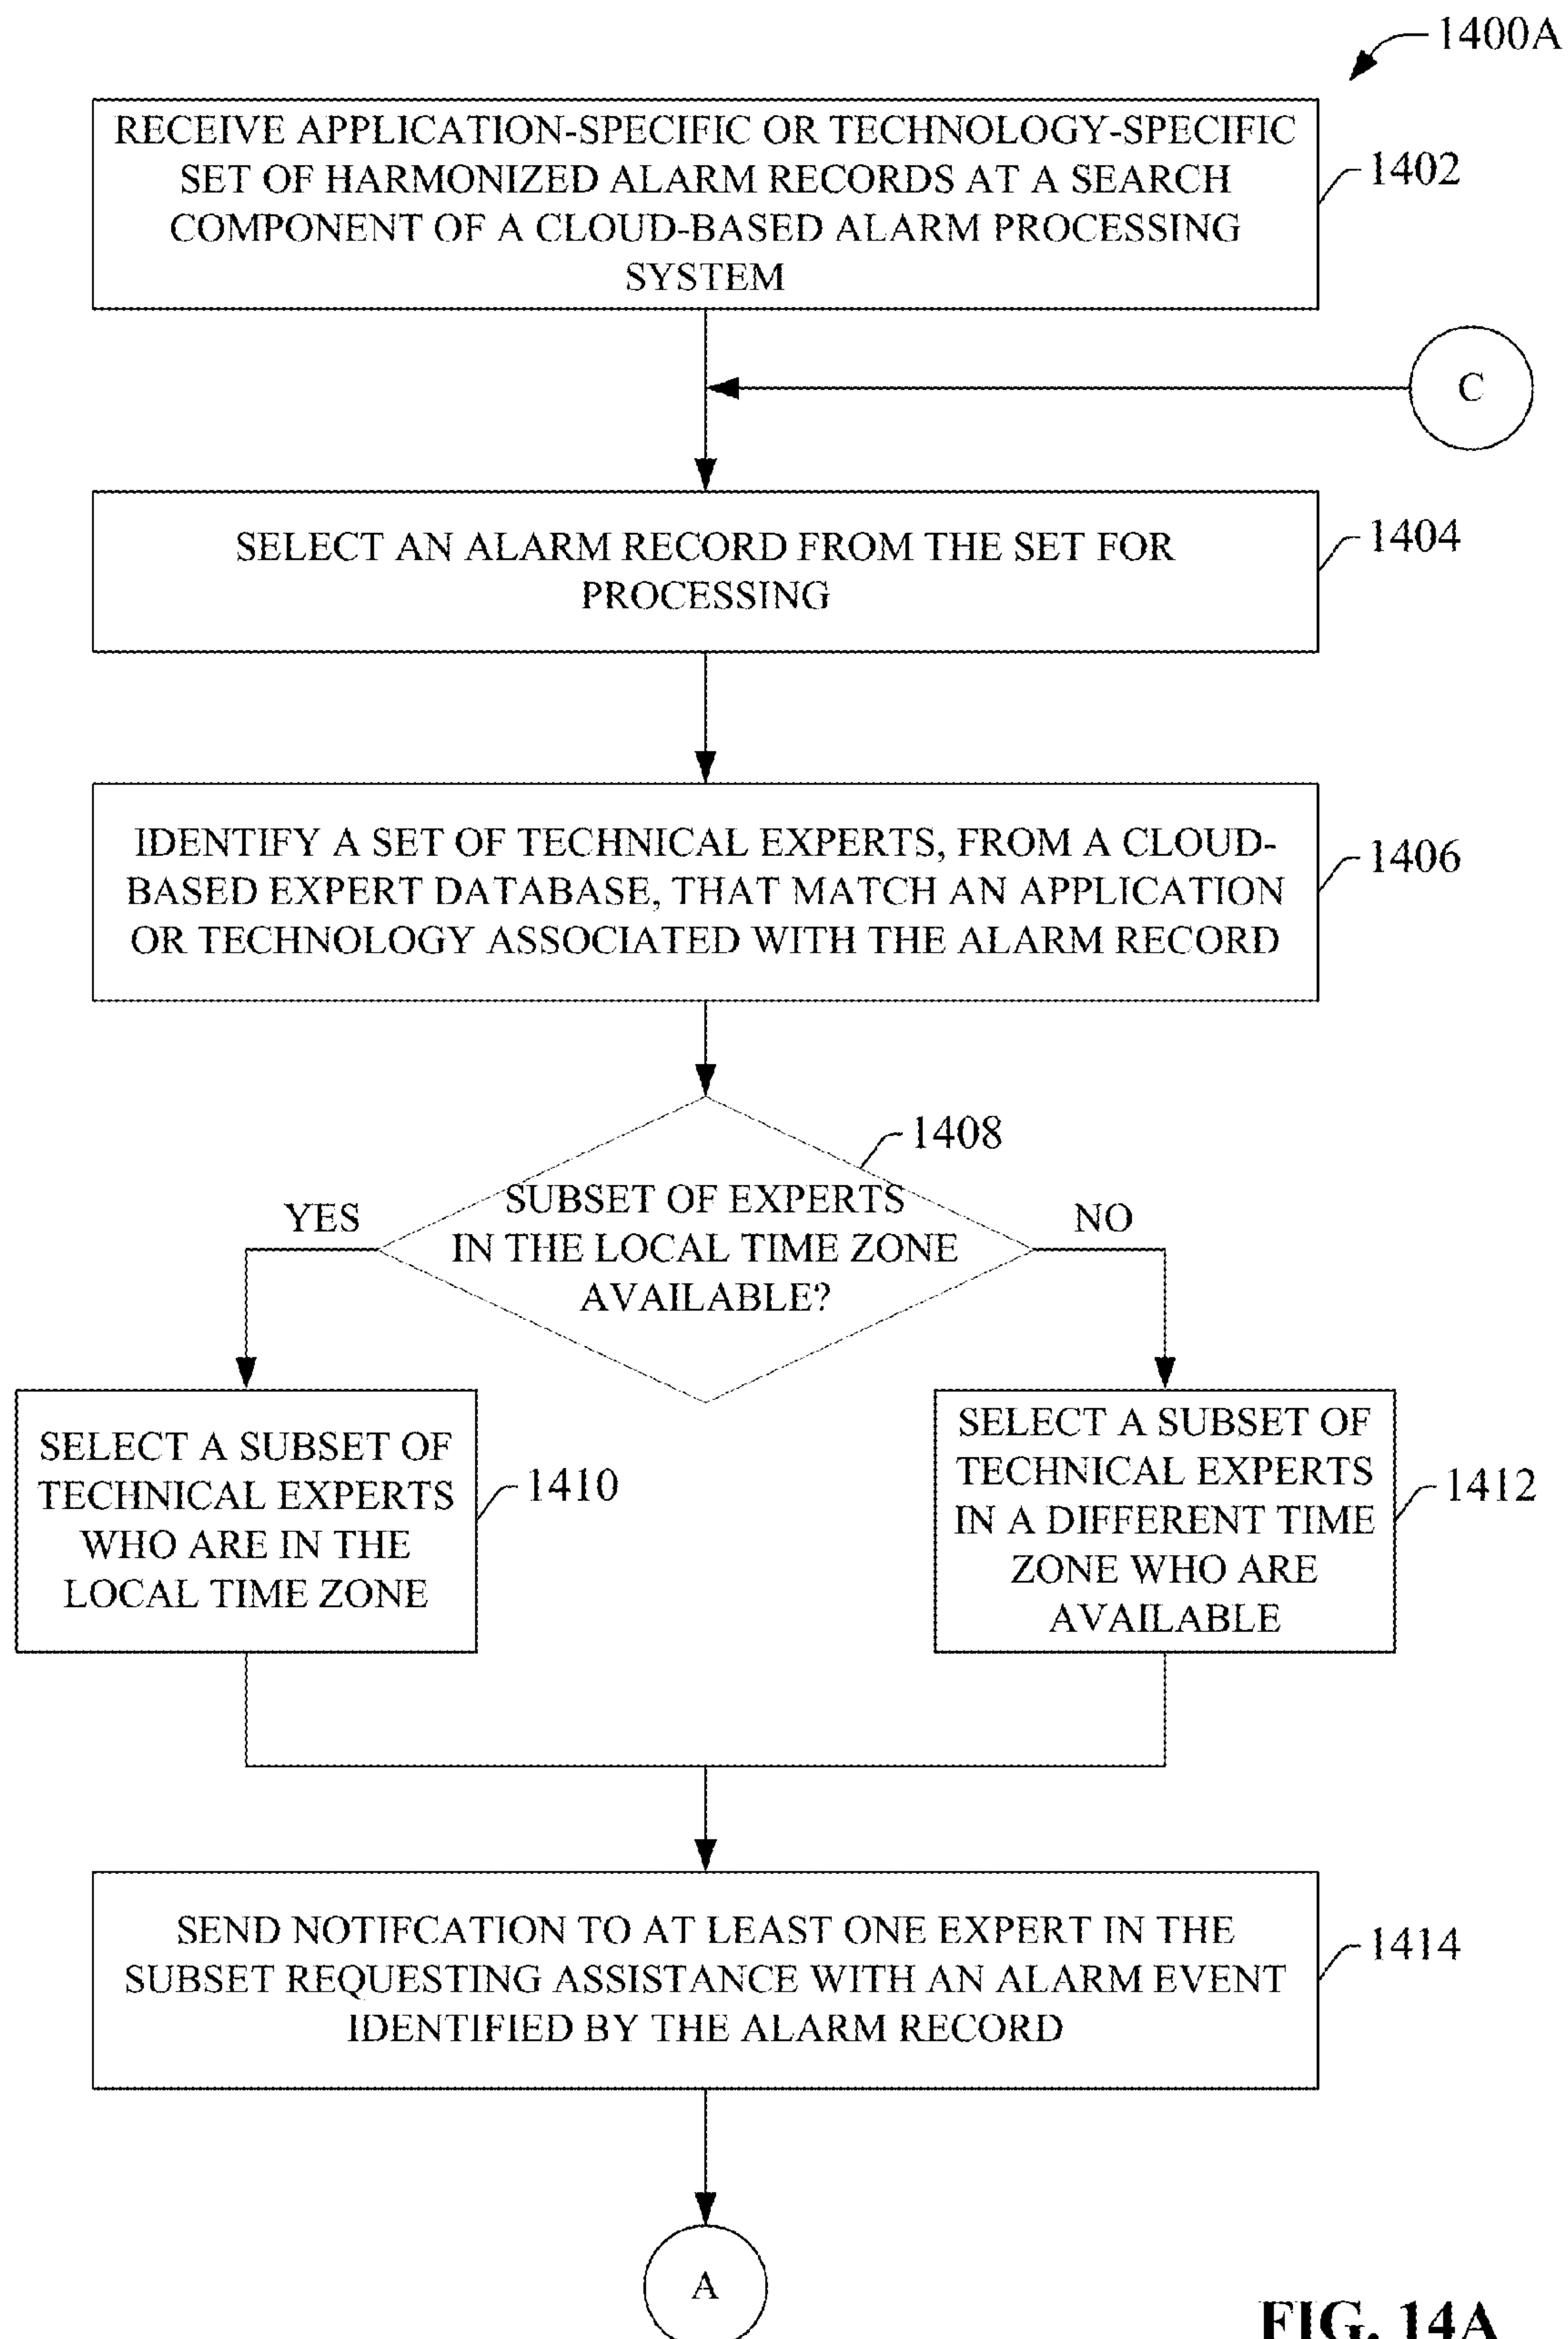 1400A
RECEIVE APPLICATION-SPECIFIC OR TECHNOLOGY-SPECIFIC
SET OF HARMONIZED ALARM RECORDS AT A SEARCH
COMPONENT OF A CLOUD-BASED ALARM PROCESSING
SYSTEM
1402
C
SELECT AN ALARM RECORD FROM THE SET FOR
PROCESSING
1404
IDENTIFY A SET OF TECHNICAL EXPERTS, FROM A CLOUD-
BASED EXPERT DATABASE, THAT MATCH AN APPLICATION
OR TECHNOLOGY ASSOCIATED WITH THE ALARM RECORD
1406
1408
SUBSET OF EXPERTS
IN THE LOCAL TIME ZONE
AVAILABLE?
YES
NO
SELECT A SUBSET OF
TECHNICAL EXPERTS
WHO ARE IN THE
LOCAL TIME ZONE
1410
SELECT A SUBSET OF
TECHNICAL EXPERTS
IN A DIFFERENT TIME
ZONE WHO ARE
AVAILABLE
1412
SEND NOTIFCATION TO AT LEAST ONE EXPERT IN THE
SUBSET REQUESTING ASSISTANCE WITH AN ALARM EVENT
IDENTIFIED BY THE ALARM RECORD
1414
A
FIG. 14A